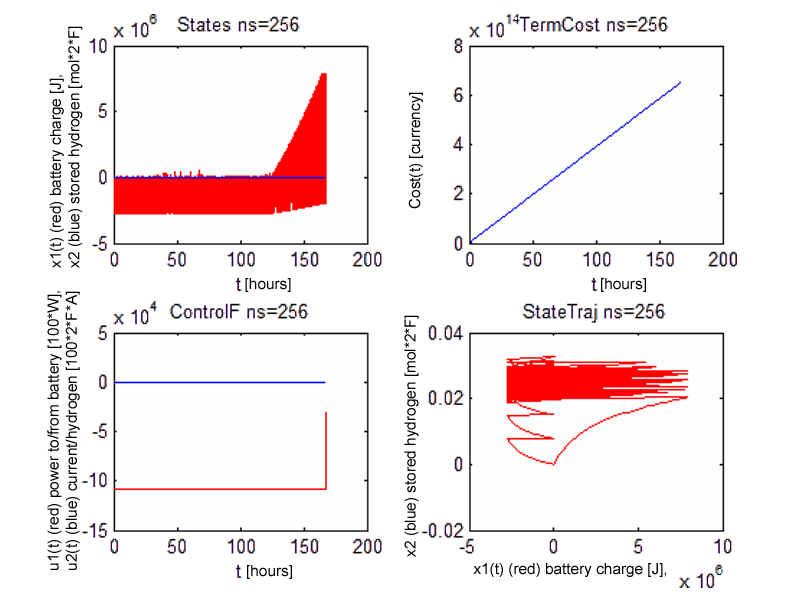 x 10^6 States ns=256
x1(t) (red) battery charge [J],
x2 (blue) stored hydrogen [mol*2*F]
10
5
0
-5
0 50 100 150 200
t [hours]
x 10^14 TermCost ns=256
Cost(t) [currency]
8
6
4
2
0
0 50 100 150 200
t [hours]
x 10^4 ControlF ns=256
u1(t) (red) power to/from battery [100*W],
u2(t) (blue) current/hydrogen [100*2*F*A]
5
0
-5
-10
-15
0 50 100 150 200
t [hours]
StateTraj ns=256
x2 (blue) stored hydrogen [mol*2*F]
0.04
0.02
0
-0.02
-5 0 5 10
x1(t) (red) battery charge [J],
x 10^6